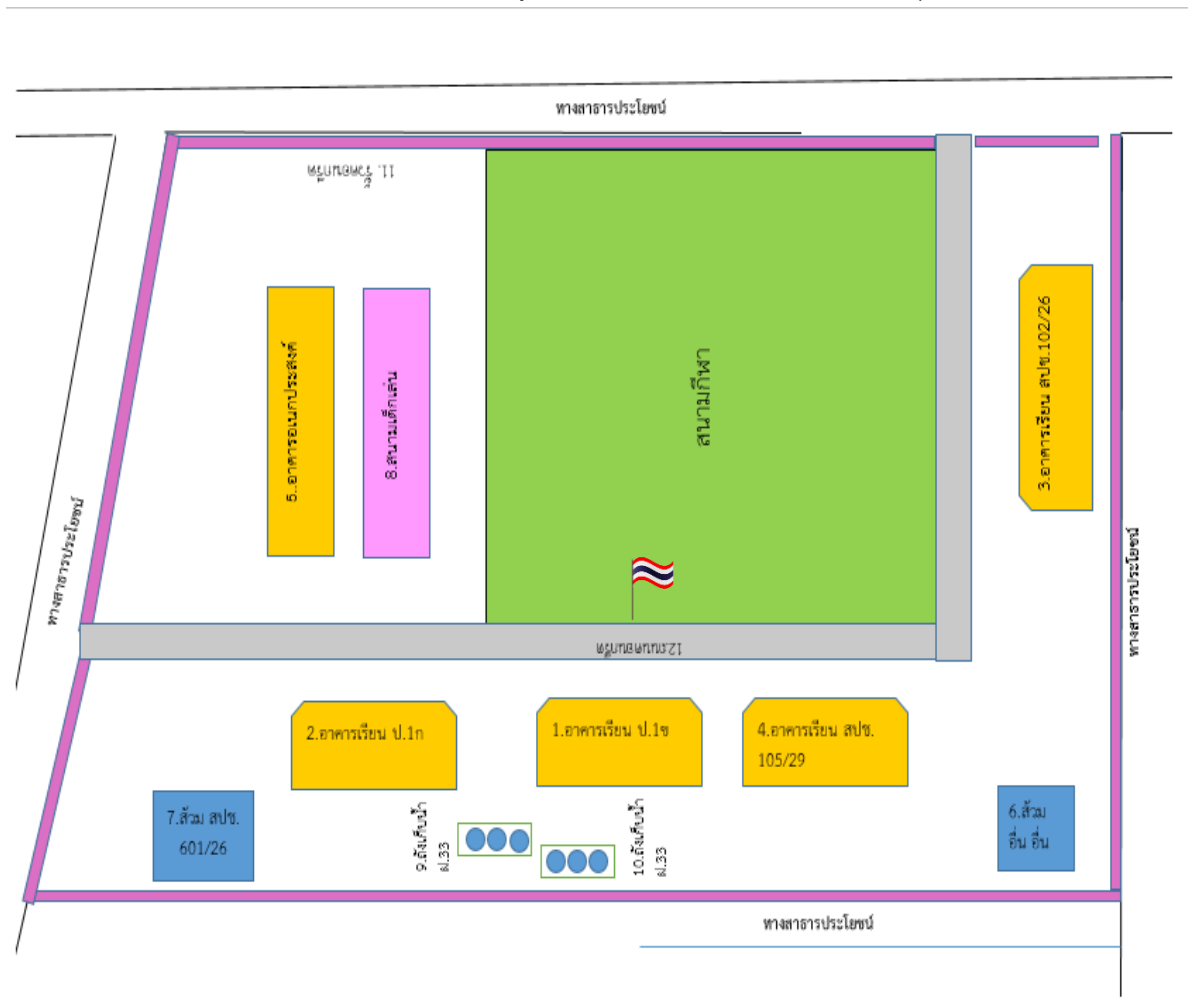 ทางสาธารประโยชน์
11. รั้วคอนกรีต
5..อาคารอเนกประสงค์
8.สนามเด็กเล่น
สนามกีฬา
3.อาคารเรียน สปช.102/26
ทางสาธารประโยชน์
ทางสาธารประโยชน์
12.ถนนคอนกรีต
2.อาคารเรียน ป.1ก
1.อาคารเรียน ป.1ซ
4.อาคารเรียน สปช.
105/29
7.ส้วม สปช.
601/26
9.ถังเก็บน้ำ
ฝ.33
10.ถังเก็บน้ำ
ฝ.33
6.ส้วม
อื่น อื่น
ทางสาธารประโยชน์